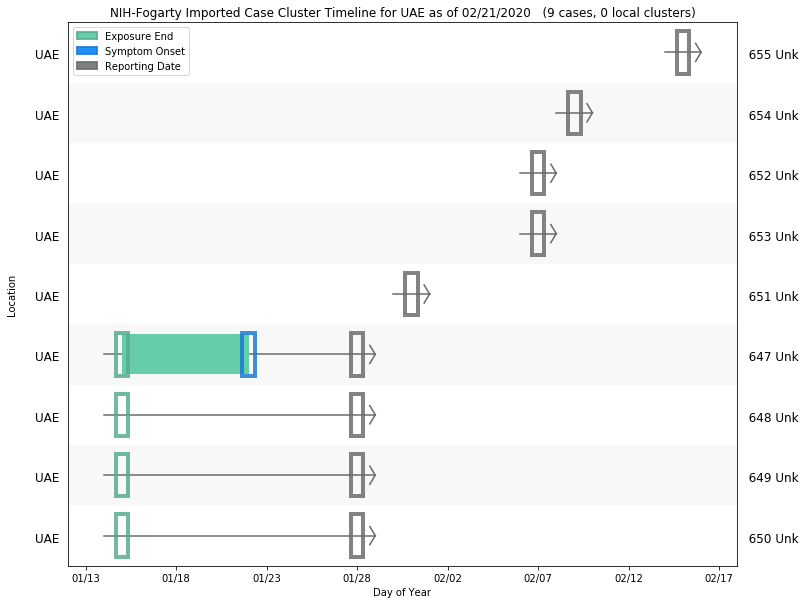 NIH-Fogarty Imported Case Cluster Timeline for UAE as of 02/21/2020 (9 cases, 0 local clusters)
Exposure End
Symptom Onset
Reporting Date
UAE 655 Unk
UAE 654 Unk
UAE 652 Unk
UAE 653 Unk
UAE 651 Unk
UAE 647 Unk
UAE 648 Unk
UAE 649 Unk
UAE 650 Unk
Location
01/13 01/18 01/23 01/28 02/02 02/07 02/12 02/17
Day of Year